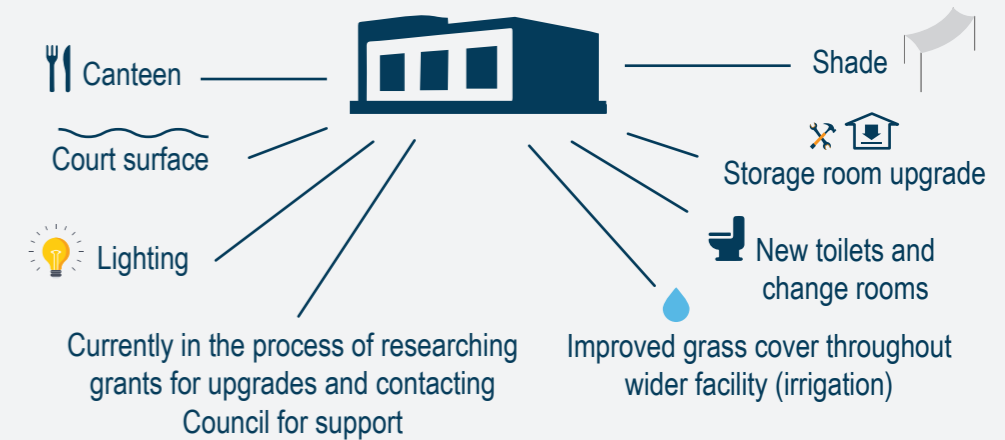 Canteen
Shade
Court surface
Storage room upgrade
Lighting
New toilets and
change rooms
Currently in the process of researching
grants for upgrades and contacting
Council for support
Improved grass cover throughout
wider facility (irrigation)